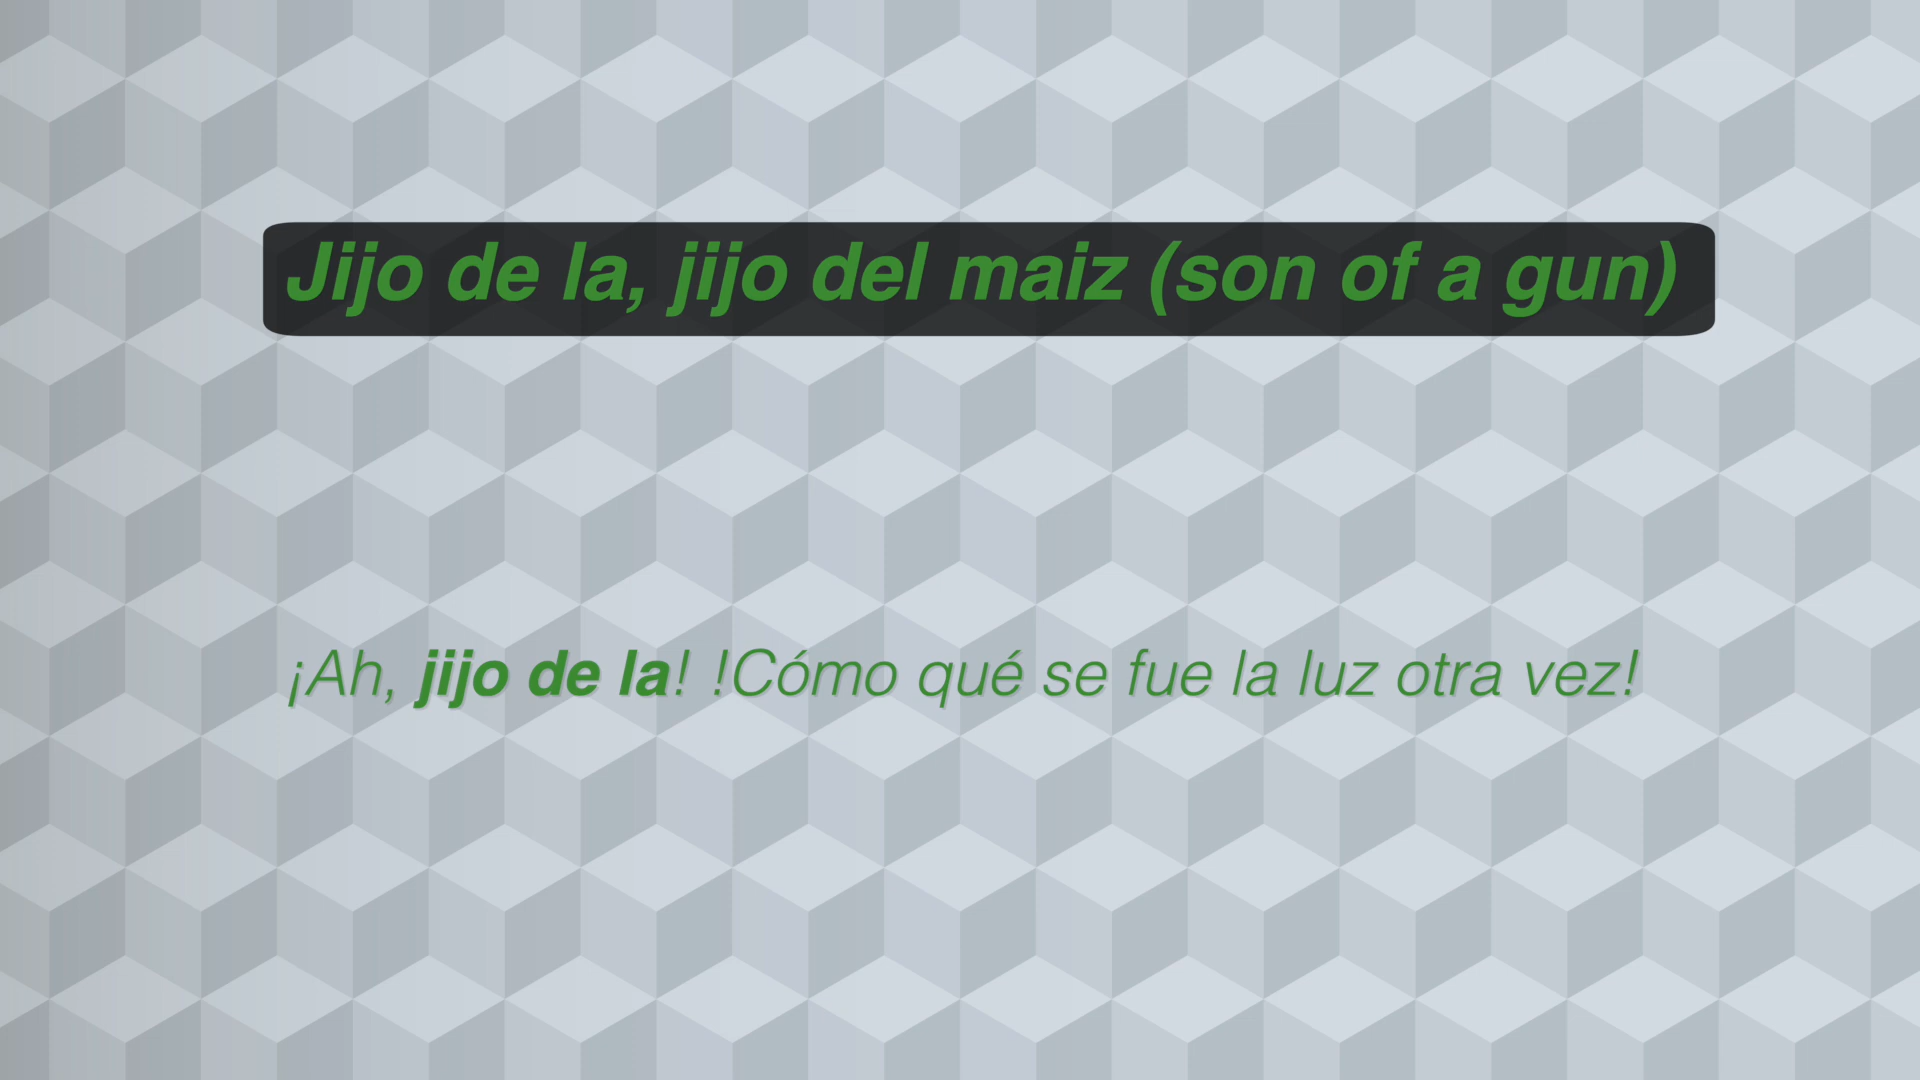 Jijo de la, jijo del maiz (son of a gun)
¡Ah, jijo de la! !Cómo qué se fue la luz otra vez!